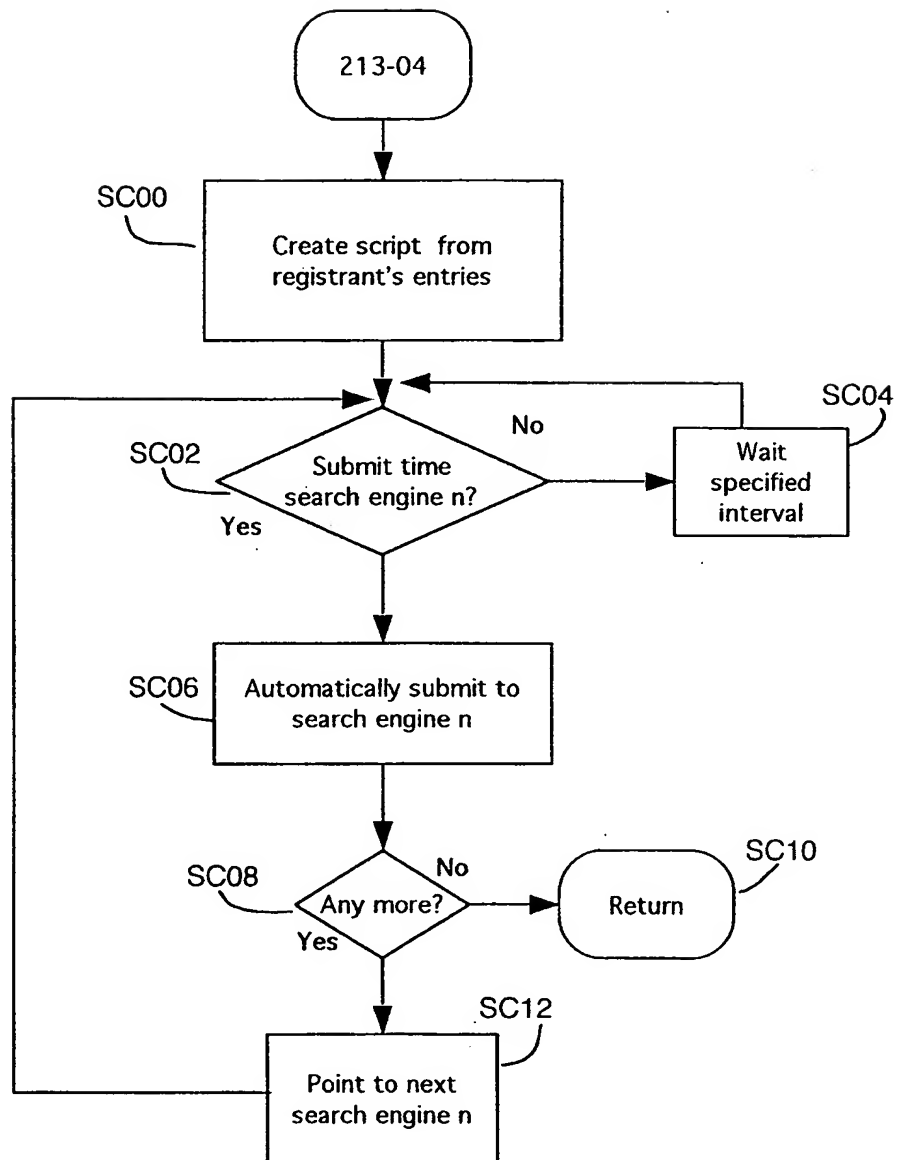 213-04
SC00
Create script from
registrant's entries
SC04
No
SC02
Submit time
search engine n?
Wait
specified
interval
Yes
SC06
Automatically submit to
search engine n
SC08
No
SC10
Any more?
Return
Yes
SC12
Point to next
search engine n